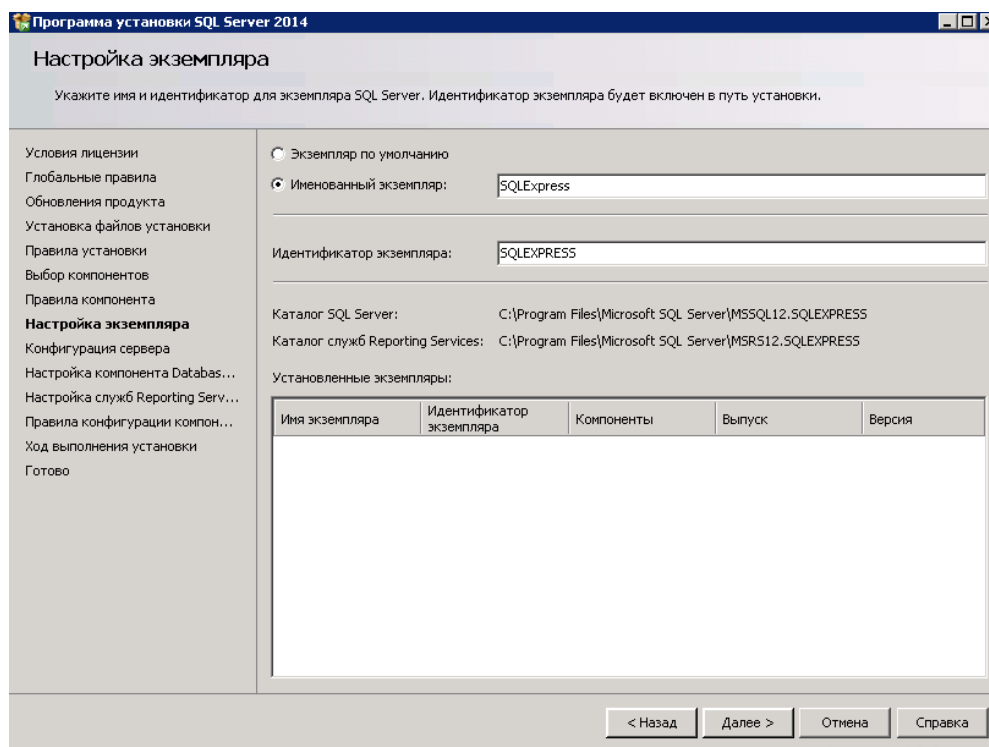 Программа установки SQL Server 2014
Настройка экземпляра
Укажите имя и идентификатор для экземпляра SQL Server. Идентификатор экземпляра будет включен в путь установки.
Условия лицензии
Глобальные правила
Обновления продукта
Установка файлов установки
Правила установки
Выбор компонентов
Правила компонента
Настройка экземпляра
Конфигурация сервера
Настройка компонента Databas...
Настройка служб Reporting Serv...
Правила конфигурации компон...
Ход выполнения установки
Готово
Экземпляр по умолчанию
Именованный экземпляр: SQLExpress
Идентификатор экземпляра: SQLEXPRESS
Каталог SQL Server: C:\Program Files\Microsoft SQL Server\MSSQL12.SQLEXPRESS
Каталог служб Reporting Services: C:\Program Files\Microsoft SQL Server\MSRS12.SQLEXPRESS
Установленные экземпляры:
Имя экземпляра Идентификатор экземпляра Компоненты Выпуск Версия
< Назад Далее > Отмена Справка